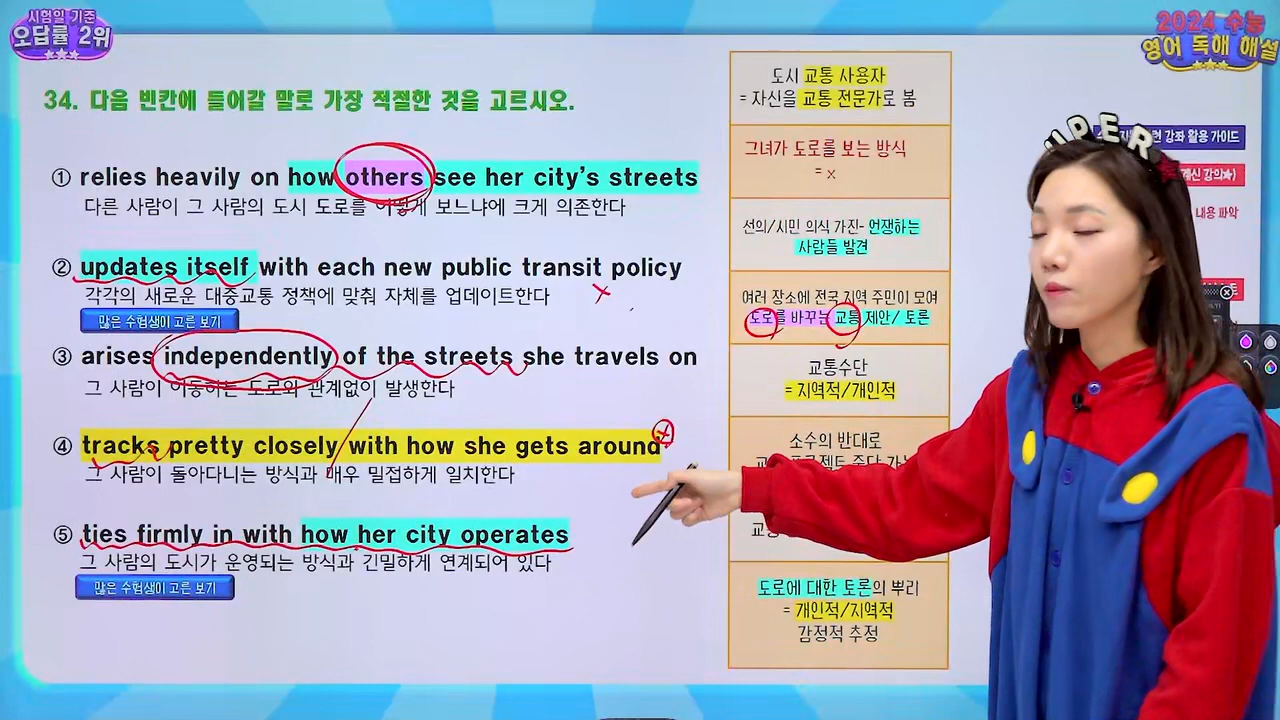 시험일 기준
오답률 2위
2024 수능
영어 독해 해설
34. 다음 빈칸에 들어갈 말로 가장 적절한 것을 고르시오.
① relies heavily on how others see her city's streets
다른 사람이 그 사람의 도시 도로를 어떻게 보느냐에 크게 의존한다
② updates itself with each new public transit policy
각각의 새로운 대중교통 정책에 맞춰 자체를 업데이트한다
많은 수험생이 고른 보기
③ arises independently of the streets she travels on
그 사람이 이동하는 도로와 관계없이 발생한다
④ tracks pretty closely with how she gets around
그 사람이 돌아다니는 방식과 매우 밀접하게 일치한다
⑤ ties firmly in with how her city operates
그 사람의 도시가 운영되는 방식과 긴밀하게 연계되어 있다
많은 수험생이 고른 보기
도시 교통 사용자
= 자신을 교통 전문가로 봄
그녀가 도로를 보는 방식
= x
선의/시민 의식 가진- 언쟁하는
사람들 발견
여러 장소에 전국 지역 주민이 모여
도로를 바꾸는 교통 제안/ 토론
교통수단
= 지역적/개인적
소수의 반대로
도로에 대한 토론의 뿌리
= 개인적/지역적
감정적 추정
UPER
강좌 활용 가이드
내용 파악